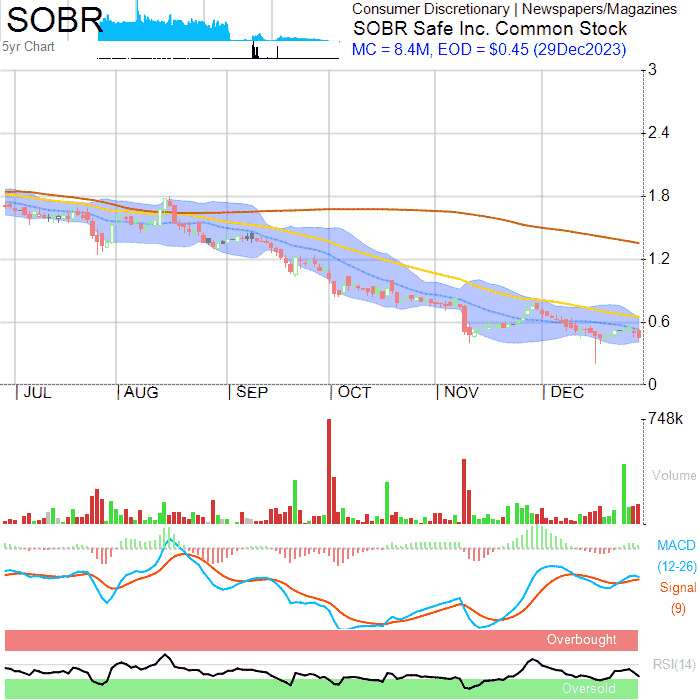 SOBR
5yr Chart
Consumer Discretionary | Newspapers/Magazines
SOBR Safe Inc. Common Stock
MC = 8.4M, EOD = $0.45 (29Dec2023)
3
2.4
1.8
1.2
0.6
0
JUL AUG SEP OCT NOV DEC
748k
Volume
MACD
(12-26)
Signal
(9)
Overbought
RSI(14)
Oversold